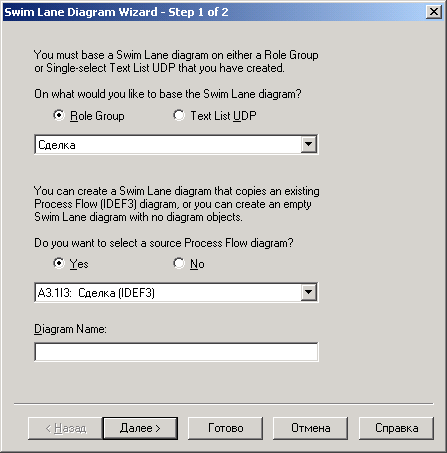 Swim Lane Diagram Wizard - Step 1 of 2
You must base a Swim Lane diagram on either a Role Group
or Single-select Text List UDP that you have created.
On what would you like to base the Swim Lane diagram?
Role Group Text List UDP
Сделка
You can create a Swim Lane diagram that copies an existing
Process Flow (IDEF3) diagram, or you can create an empty
Swim Lane diagram with no diagram objects.
Do you want to select a source Process Flow diagram?
Yes No
A3.1I3: Сделка (IDEF3)
Diagram Name:
< Назад Далее > Готово Отмена Справка